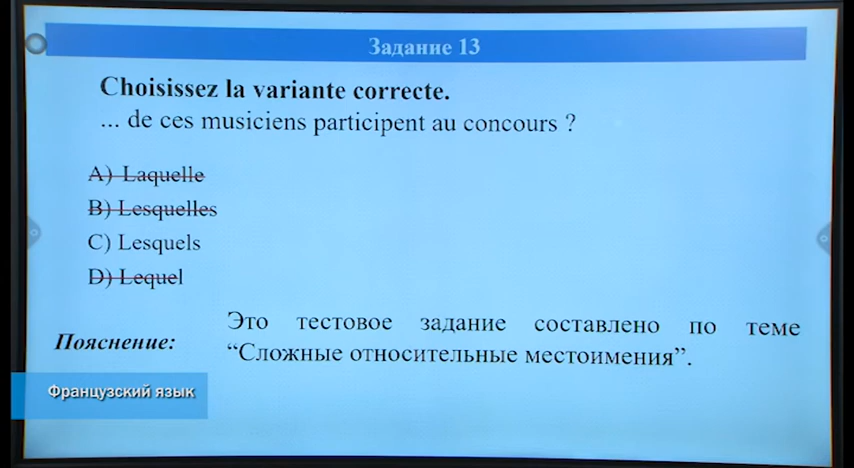 Задание 13
Choisissez la variante correcte.
... de ces musiciens participent au concours ?
A) Laquelle
B) Lesquelles
C) Lesquels
D) Lequel
Пояснение:
Это тестовое задание составлено по теме
“Сложные относительные местоимения”.
Французский язык